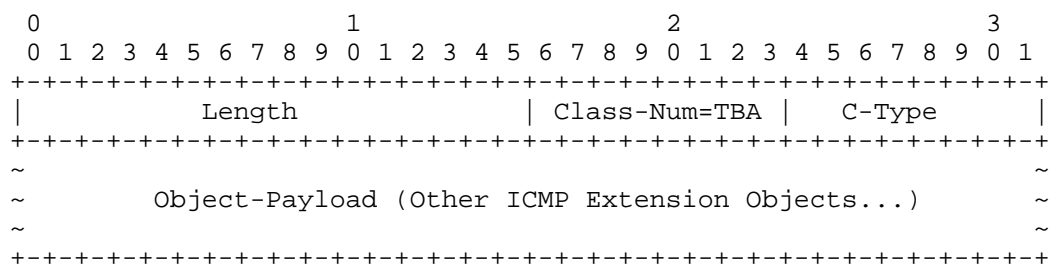 0                   1                   2                   3
 0 1 2 3 4 5 6 7 8 9 0 1 2 3 4 5 6 7 8 9 0 1 2 3 4 5 6 7 8 9 0 1
+-+-+-+-+-+-+-+-+-+-+-+-+-+-+-+-+-+-+-+-+-+-+-+-+-+-+-+-+-+-+-+-+
|           Length              | Class-Num=TBA |   C-Type      |
+-+-+-+-+-+-+-+-+-+-+-+-+-+-+-+-+-+-+-+-+-+-+-+-+-+-+-+-+-+-+-+-+
~                                                               ~
~        Object-Payload (Other ICMP Extension Objects...)       ~
~                                                               ~
+-+-+-+-+-+-+-+-+-+-+-+-+-+-+-+-+-+-+-+-+-+-+-+-+-+-+-+-+-+-+-+-+